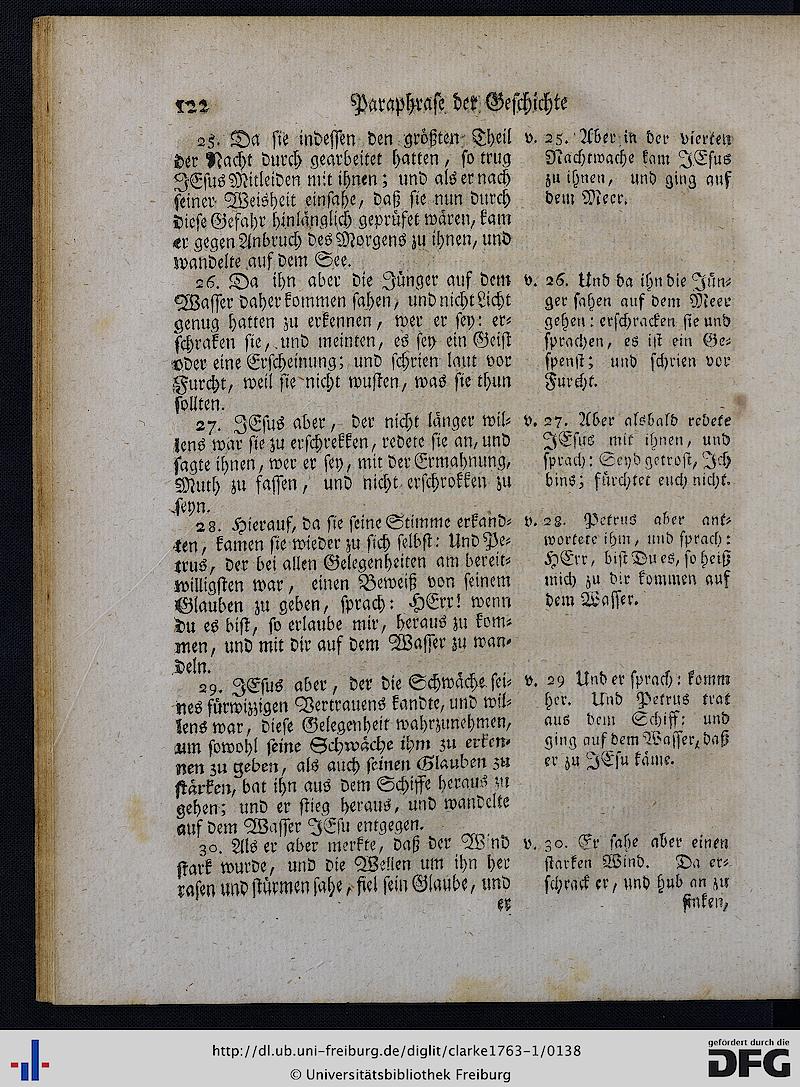 122 Paraphrase der Geschichte
25. Da sie indessen den größten Theil
der Nacht durch gearbeitet hatten, so trug
JEsus Mitleiden mit ihnen; und als er nach
seiner Weisheit einsahe, daß sie nun durch
diese Gefahr hinlänglich geprüfet wären, kam
er gegen Anbruch des Morgens zu ihnen, und
wandelte auf dem See.
26. Da ihn aber die Jünger auf dem
Wasser daher kommen sahen, und nicht Licht
genug hatten zu erkennen, wer er sey: er-
schraken sie, und meinten, es sey ein Geist
oder eine Erscheinung; und schrien laut vor
Furcht, weil sie nicht wusten, was sie thun
sollten.
27. JEsus aber, der nicht länger wil-
lens war sie zu erschrekken, redete sie an, und
sagte ihnen, wer er sey, mit der Ermahnung,
Muth zu fassen, und nicht erschrokken zu
seyn.
28. Hierauf, da sie seine Stimme erkand-
ten, kamen sie wieder zu sich selbst: Und Pe-
trus, der bei allen Gelegenheiten am bereit-
willigsten war, einen Beweiß von seinem
Glauben zu geben, sprach: HErr! wenn
du es bist, so erlaube mir, heraus zu kom-
men, und mit dir auf dem Wasser zu wan-
deln.
29. JEsus aber, der die Schwäche sei-
nes fürwizzigen Vertrauens kandte, und wil-
lens war, diese Gelegenheit wahrzunehmen,
um sowohl seine Schwäche ihm zu erken-
nen zu geben, als auch seinen Glauben zu
stärken, bat ihn aus dem Schiffe heraus zu
gehen; und er stieg heraus, und wandelte
auf dem Wasser JEsu entgegen.
30. Als er aber merkte, daß der Wind
stark wurde, und die Wellen um ihn her
rasen und stürmen sahe, fiel sein Glaube, und
er
v. 25. Aber in der vierten
Nachtwache kam JEsus
zu ihnen, und ging auf
dem Meer.
v. 26. Und da ihn die Jün-
ger sahen auf dem Meer
gehen: erschracken sie und
sprachen, es ist ein Ge-
spenst; und schrien vor
Furcht.
v. 27. Aber alsbald redete
JEsus mit ihnen, und
sprach: Seyd getrost, Ich
bins; fürchtet euch nicht.
v. 28. Petrus aber ant-
wortete ihm, und sprach:
HErr, bist Du es, so heiß
mich zu dir kommen auf
dem Wasser.
v. 29 Und er sprach: komm
her. Und Petrus trat
aus dem Schiff; und
ging auf dem Wasser, daß
er zu JEsu käme.
v. 30. Er sahe aber einen
starken Wind. Da er-
schrack er, und hub an zu
sinken,
http://dl.ub.uni-freiburg.de/diglit/clarke1763-1/0138
© Universitätsbibliothek Freiburg
gefördert durch die
DFG